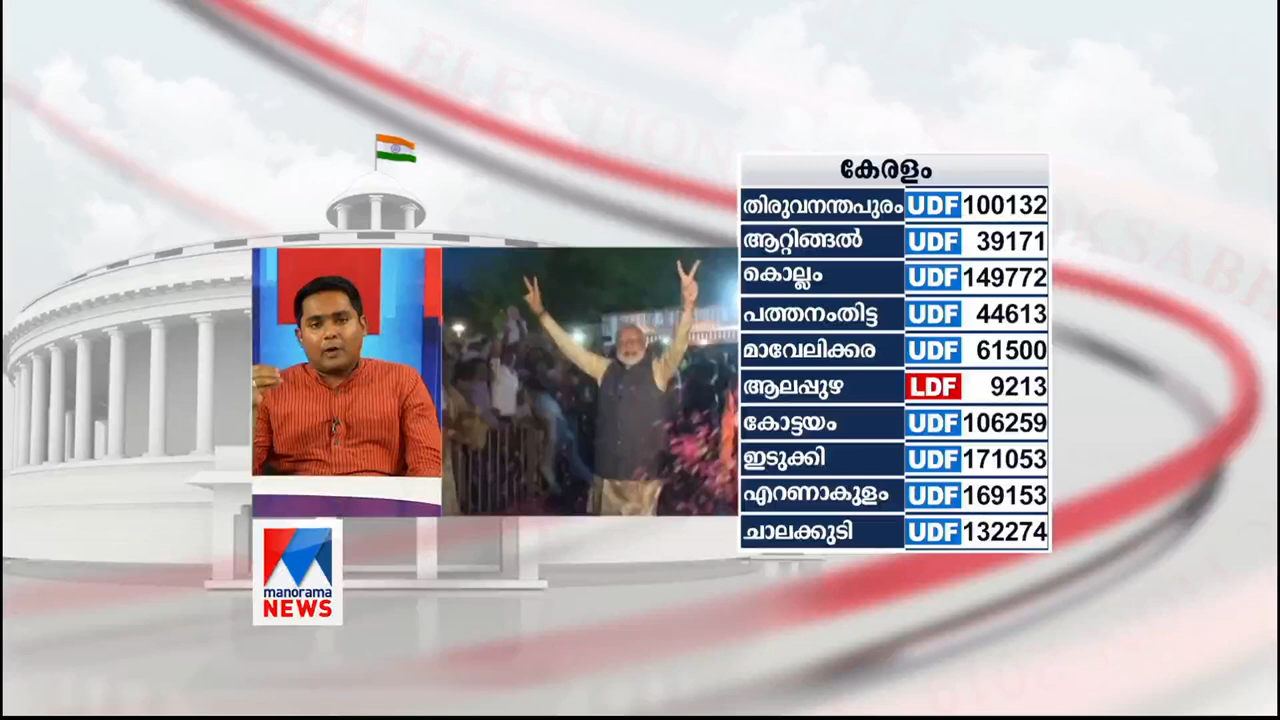 കേരളം
തിരുവനന്തപുരം UDF 100132
ആറ്റിങ്ങൽ UDF 39171
കൊല്ലം UDF 149772
പത്തനംതിട്ട UDF 44613
മാവേലിക്കര UDF 61500
ആലപ്പുഴ LDF 9213
കോട്ടയം UDF 106259
ഇടുക്കി UDF 171053
എറണാകുളം UDF 169153
ചാലക്കുടി UDF 132274
manorama
NEWS